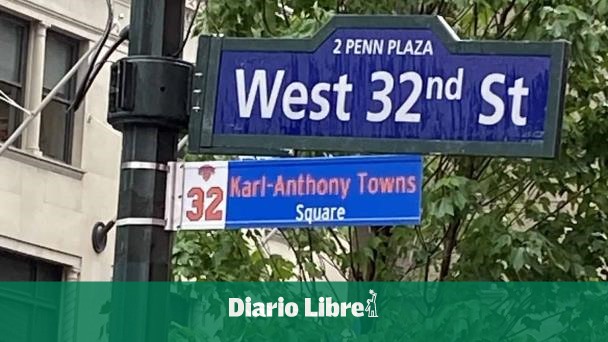 2 PENN PLAZA
West 32nd St
32 Karl-Anthony Towns
Square
Diario Libre